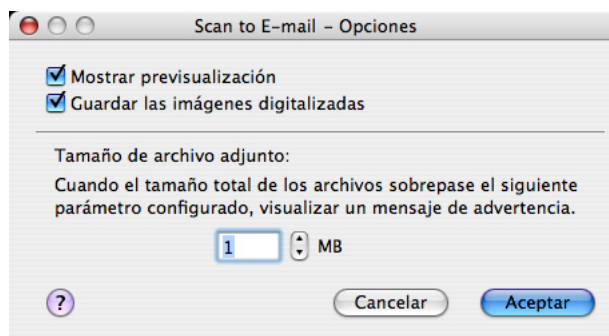 Scan to E-mail – Opciones
Mostrar previsualización
Guardar las imágenes digitalizadas
Tamaño de archivo adjunto:
Cuando el tamaño total de los archivos sobrepase el siguiente
parámetro configurado, visualizar un mensaje de advertencia.
1 MB
? Cancelar Aceptar